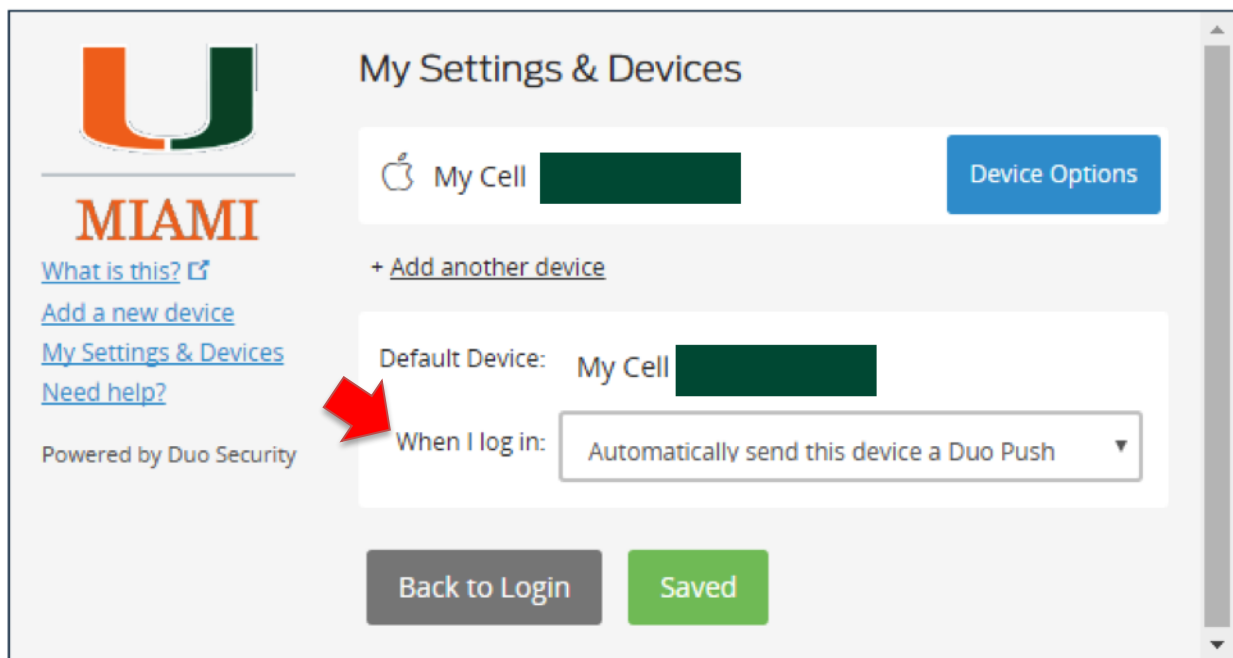 U
MIAMI
What is this?
Add a new device
My Settings & Devices
Need help?
Powered by Duo Security
My Settings & Devices
My Cell
Device Options
+ Add another device
Default Device: My Cell
When I log in: Automatically send this device a Duo Push
Back to Login
Saved